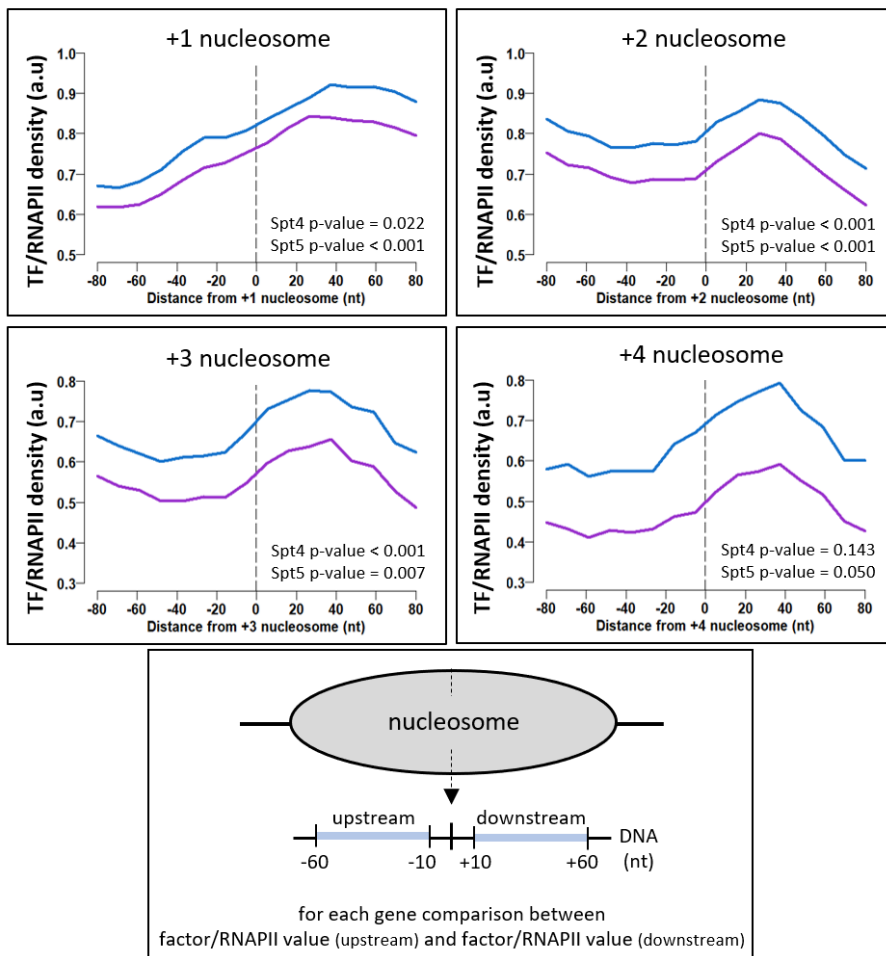 +1 nucleosome
TF/RNAPII density (a.u)
1.0
0.9
0.8
0.7
0.6
0.5
Spt4 p-value = 0.022
Spt5 p-value < 0.001
-80 -60 -40 -20 0 20 40 60 80
Distance from +1 nucleosome (nt)
+2 nucleosome
TF/RNAPII density (a.u)
1.0
0.9
0.8
0.7
0.6
0.5
Spt4 p-value < 0.001
Spt5 p-value < 0.001
-80 -60 -40 -20 0 20 40 60 80
Distance from +2 nucleosome (nt)
+3 nucleosome
TF/RNAPII density (a.u)
0.8
0.7
0.6
0.5
0.4
0.3
Spt4 p-value < 0.001
Spt5 p-value = 0.007
-80 -60 -40 -20 0 20 40 60 80
Distance from +3 nucleosome (nt)
+4 nucleosome
TF/RNAPII density (a.u)
0.8
0.7
0.6
0.5
0.4
0.3
Spt4 p-value = 0.143
Spt5 p-value = 0.050
-80 -60 -40 -20 0 20 40 60 80
Distance from +4 nucleosome (nt)
nucleosome
upstream downstream DNA
-60 -10 +10 +60 (nt)
for each gene comparison between
factor/RNAPII value (upstream) and factor/RNAPII value (downstream)